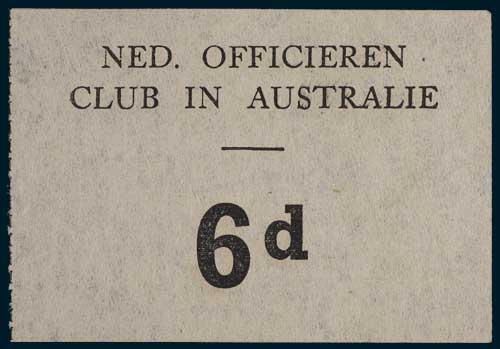 NED. OFFICIEREN
CLUB IN AUSTRALIE
6d